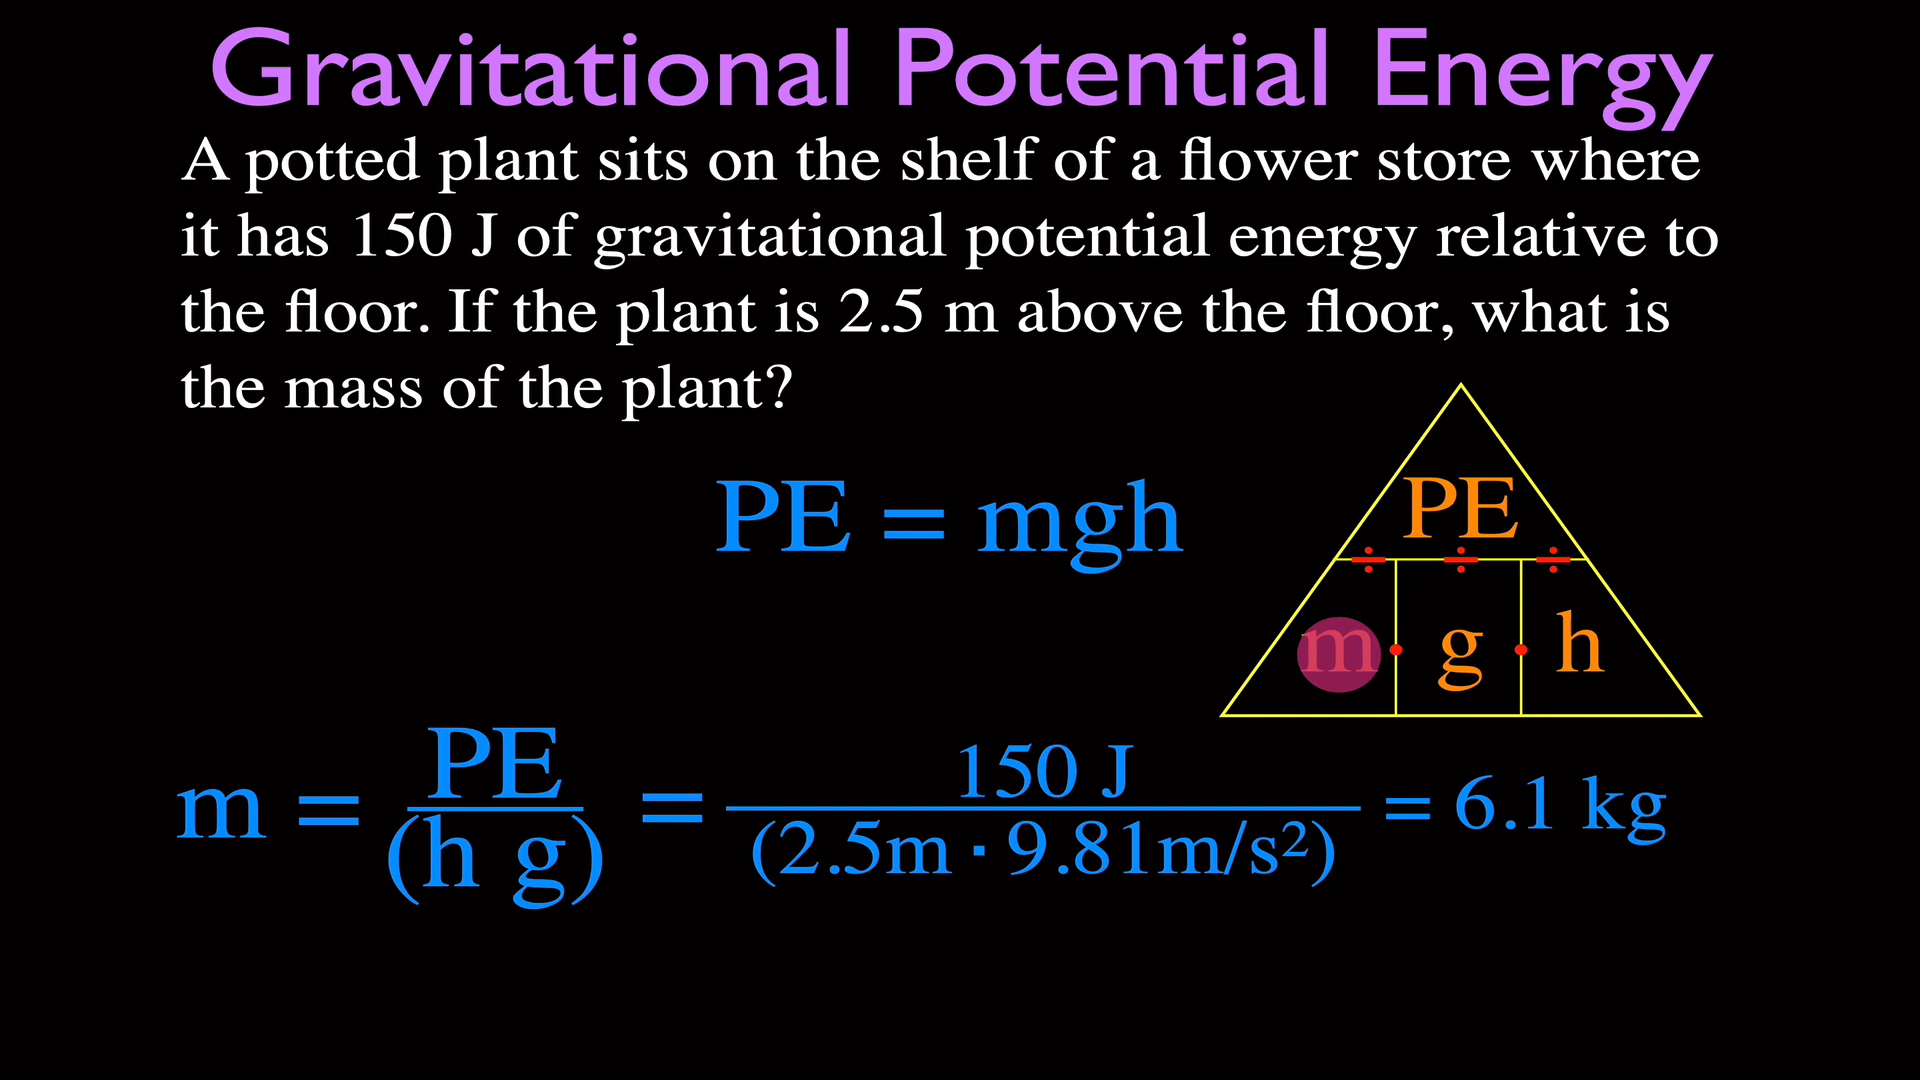 Gravitational Potential Energy
A potted plant sits on the shelf of a flower store where
it has 150 J of gravitational potential energy relative to
the floor. If the plant is 2.5 m above the floor, what is
the mass of the plant?
PE = mgh
PE
÷ ÷ ÷
m · g · h
m = PE / (h g) = 150 J / (2.5m · 9.81m/s²) = 6.1 kg